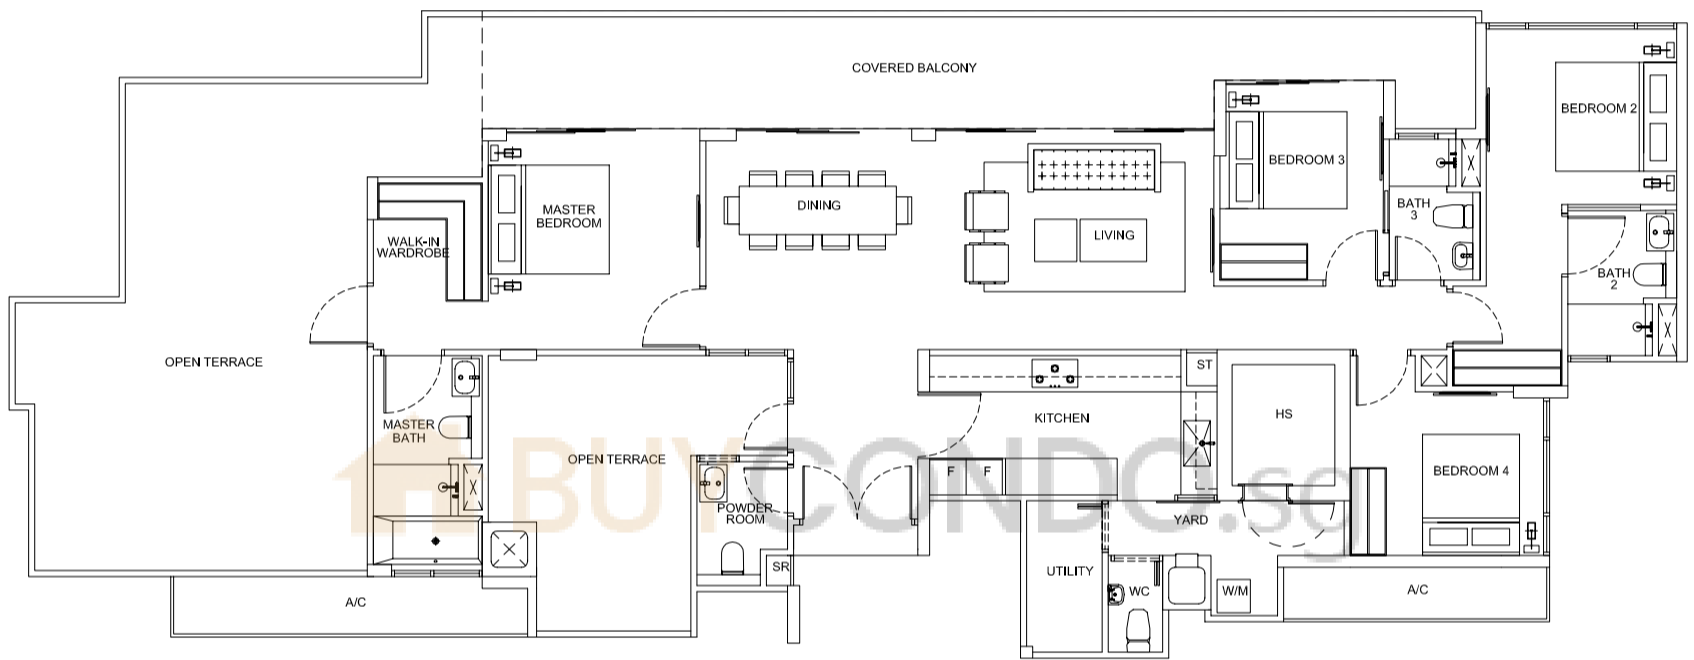 COVERED BALCONY
BEDROOM 2
BEDROOM 3
MASTER
BEDROOM
DINING
BATH
3
LIVING
WALK-IN
WARDROBE
BATH
2
OPEN TERRACE
ST
HS
KITCHEN
MASTER
BATH
OPEN TERRACE
F F
BEDROOM 4
BUYCONDO.sg
POWDER
ROOM
YARD
SR
UTILITY
WC
W/M
A/C
A/C